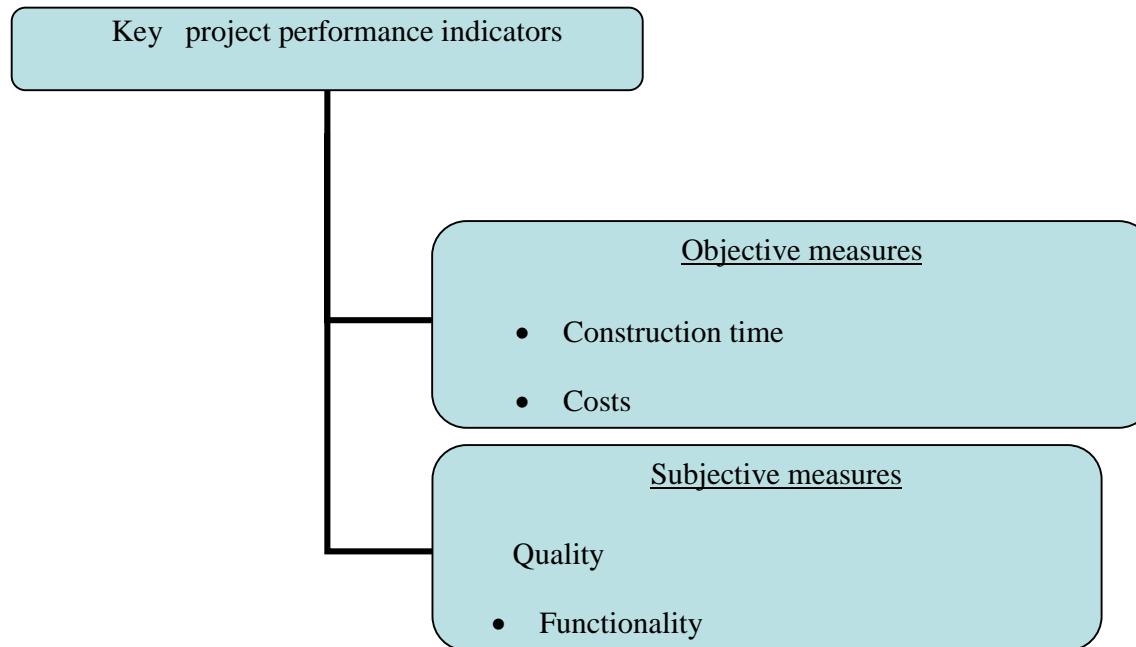 Key project performance indicators
Objective measures
• Construction time
• Costs
Subjective measures
Quality
• Functionality